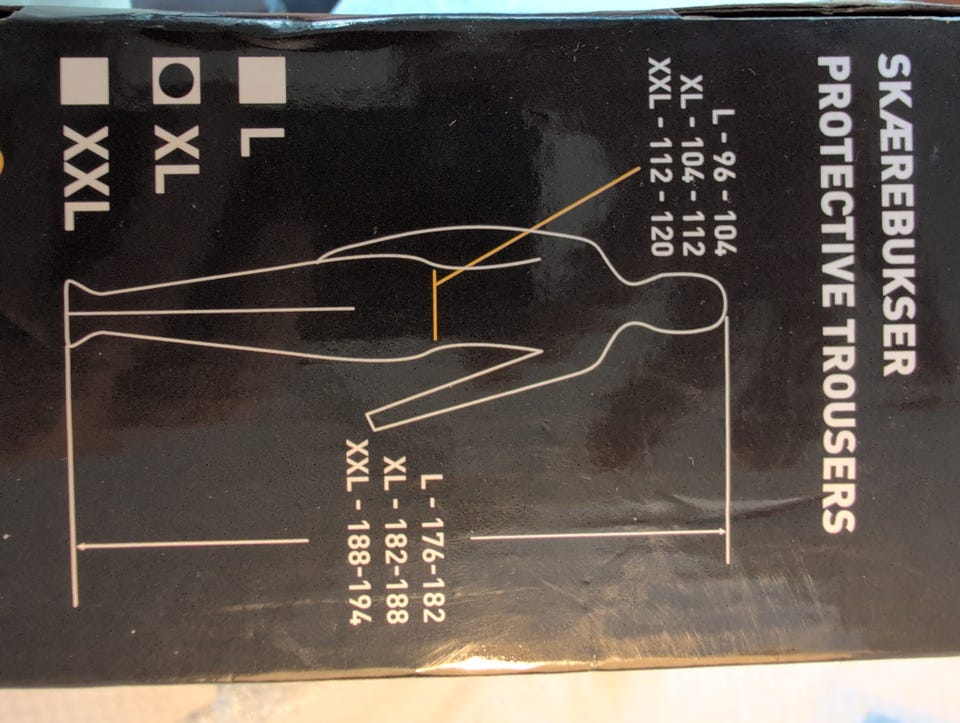 SKÆREBUKSER
PROTECTIVE TROUSERS
L - 96 - 104
XL - 104 - 112
XXL - 112 - 120
L - 176-182
XL - 182-188
XXL - 188-194
L
XL
XXL